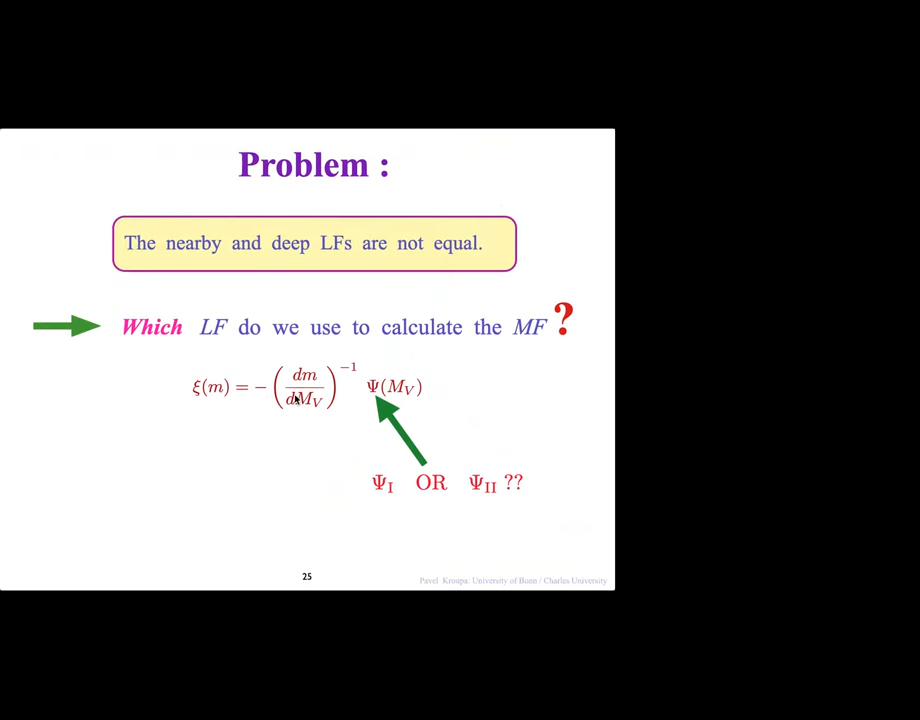 Problem :
The nearby and deep LFs are not equal.
Which LF do we use to calculate the MF ?
ξ(m) = −(dm/dM_V)^−1 Ψ(M_V)
Ψ_I OR Ψ_II ??
25
Pavel Kroupa: University of Bonn / Charles University